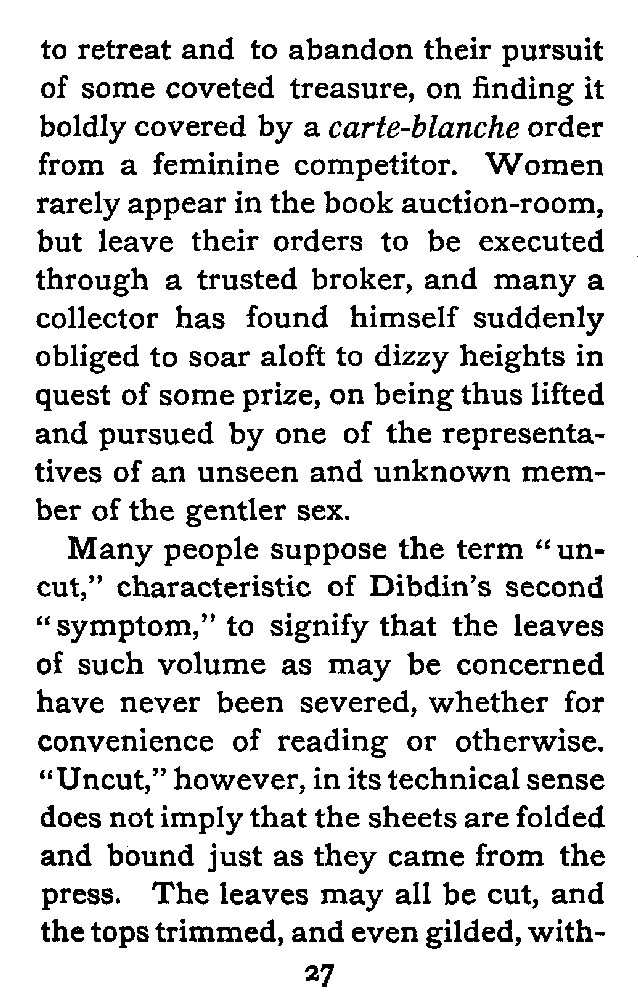 to retreat and to abandon their pursuit
of some coveted treasure, on finding it
boldly covered by a carte-blanche order
from a feminine competitor. Women
rarely appear in the book auction-room,
but leave their orders to be executed
through a trusted broker, and many a
collector has found himself suddenly
obliged to soar aloft to dizzy heights in
quest of some prize, on being thus lifted
and pursued by one of the representa-
tives of an unseen and unknown mem-
ber of the gentler sex.
Many people suppose the term “un-
cut,” characteristic of Dibdin’s second
“symptom,” to signify that the leaves
of such volume as may be concerned
have never been severed, whether for
convenience of reading or otherwise.
“Uncut,” however, in its technical sense
does not imply that the sheets are folded
and bound just as they came from the
press. The leaves may all be cut, and
the tops trimmed, and even gilded, with-
27